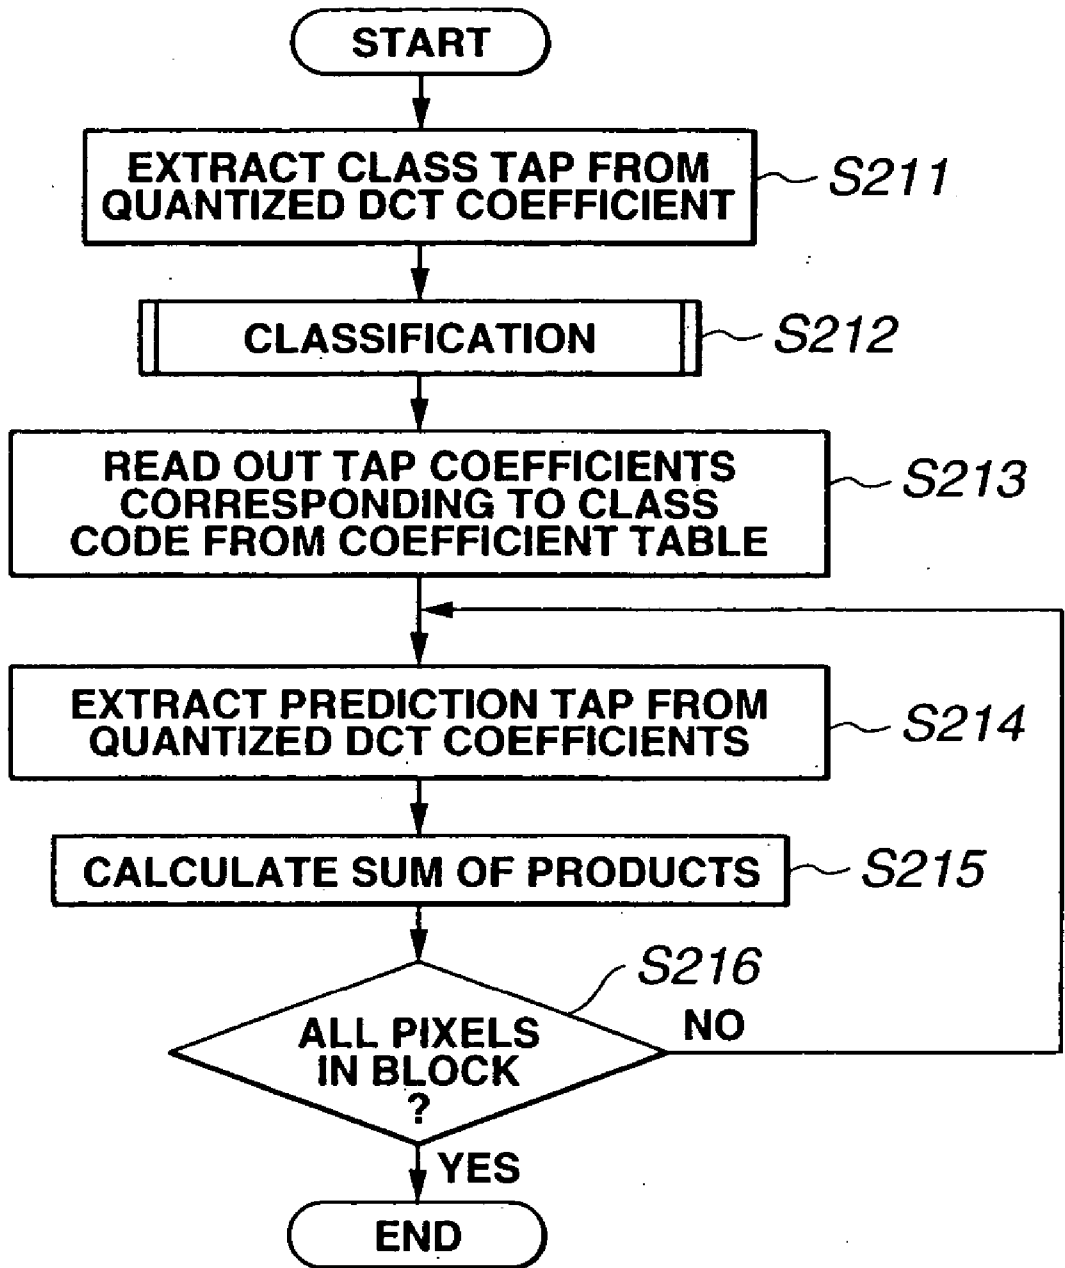 START
EXTRACT CLASS TAP FROM
QUANTIZED DCT COEFFICIENT
S211
CLASSIFICATION
S212
READ OUT TAP COEFFICIENTS
CORRESPONDING TO CLASS
CODE FROM COEFFICIENT TABLE
S213
EXTRACT PREDICTION TAP FROM
QUANTIZED DCT COEFFICIENTS
S214
CALCULATE SUM OF PRODUCTS
S215
S216
ALL PIXELS
IN BLOCK
?
NO
YES
END